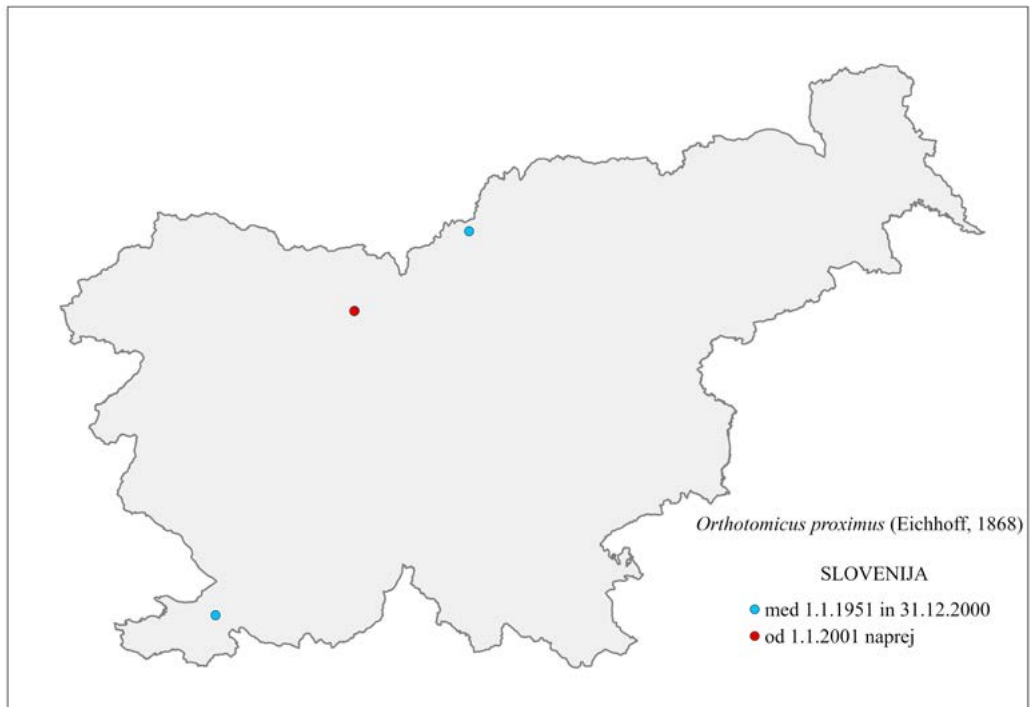 Orthotomicus proximus (Eichhoff, 1868)
SLOVENIJA
med 1.1.1951 in 31.12.2000
od 1.1.2001 naprej